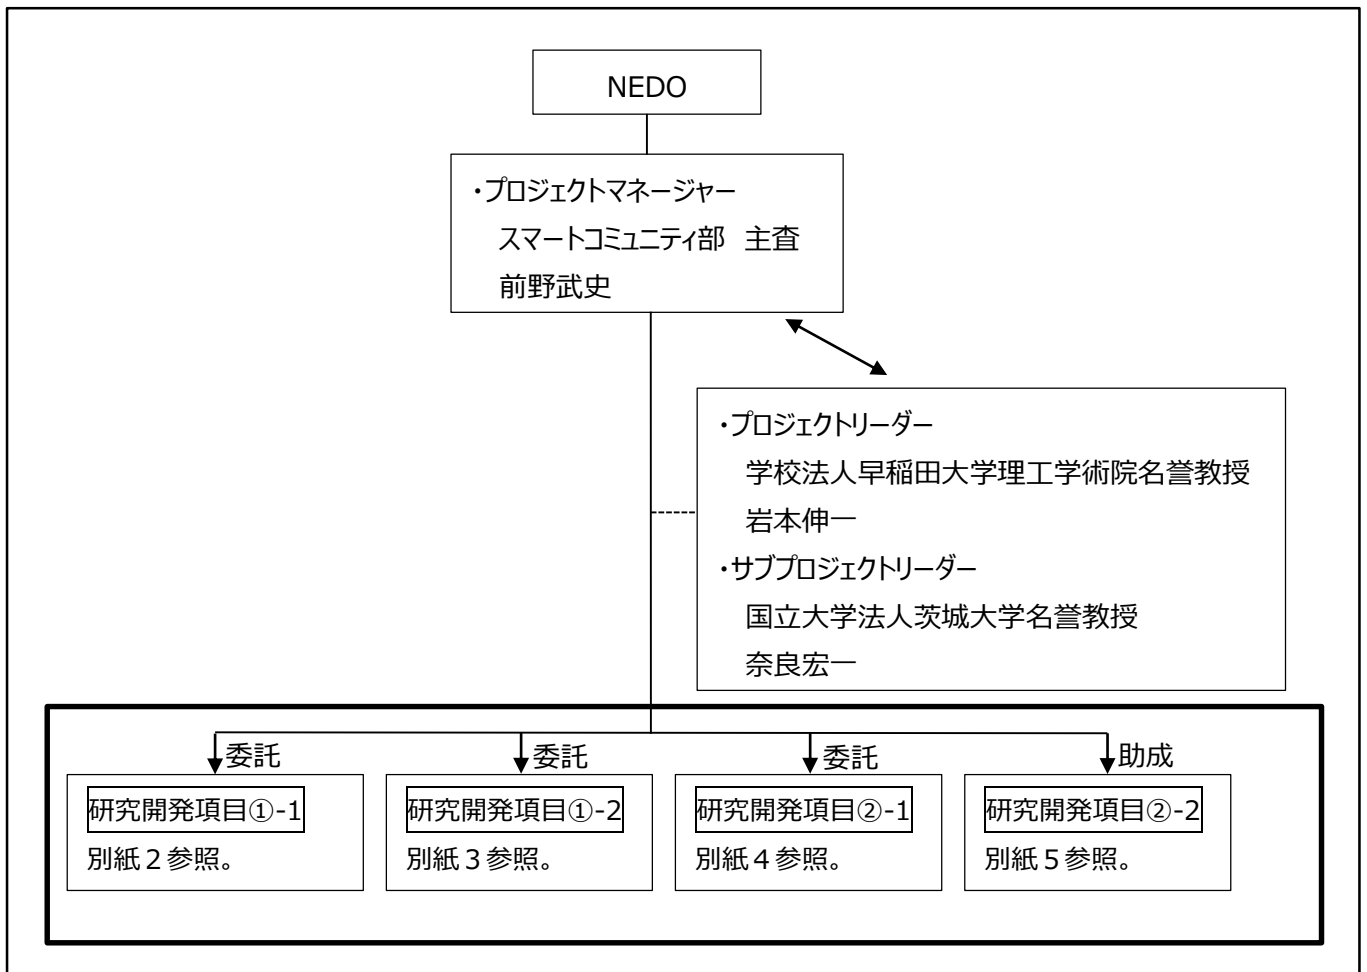 NEDO
・プロジェクトマネージャー
スマートコミュニティ部　主査
前野武史
・プロジェクトリーダー
学校法人早稲田大学理工学術院名誉教授
岩本伸一
・サブプロジェクトリーダー
国立大学法人茨城大学名誉教授
奈良宏一
委託
委託
委託
助成
研究開発項目①-1
別紙２参照。
研究開発項目①-2
別紙３参照。
研究開発項目②-1
別紙４参照。
研究開発項目②-2
別紙５参照。